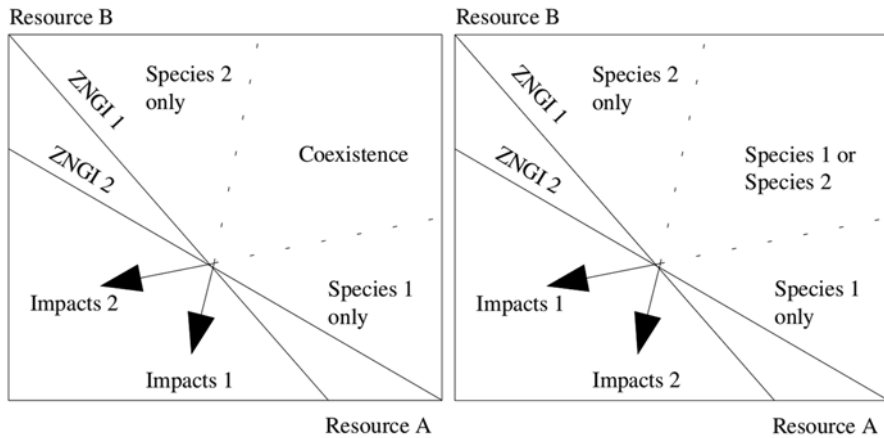 Resource B
ZNGI 1
ZNGI 2
Species 2
only
Coexistence
Species 1
only
Impacts 2
Impacts 1
Resource A
Resource B
ZNGI 1
ZNGI 2
Species 2
only
Species 1 or
Species 2
Species 1
only
Impacts 1
Impacts 2
Resource A